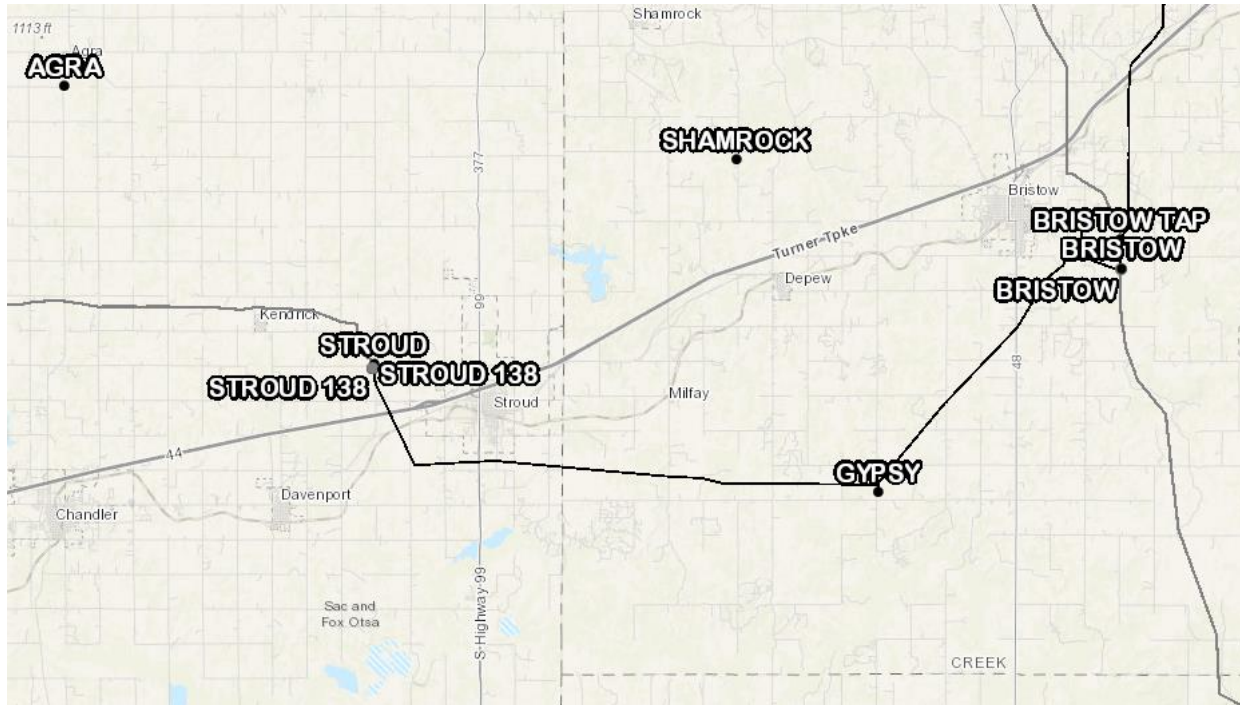 Shamrock
1113 ft
Agra
AGRA
SHAMROCK
377
Bristow
BRISTOW TAP
Turner Tpke
BRISTOW
Depew
BRISTOW
99
Kendrick
STROUD
STROUD 138
STROUD 138
48
Milfay
Stroud
44
GYPSY
Davenport
Chandler
S-Highway-99
Sac and
Fox Otsa
CREEK